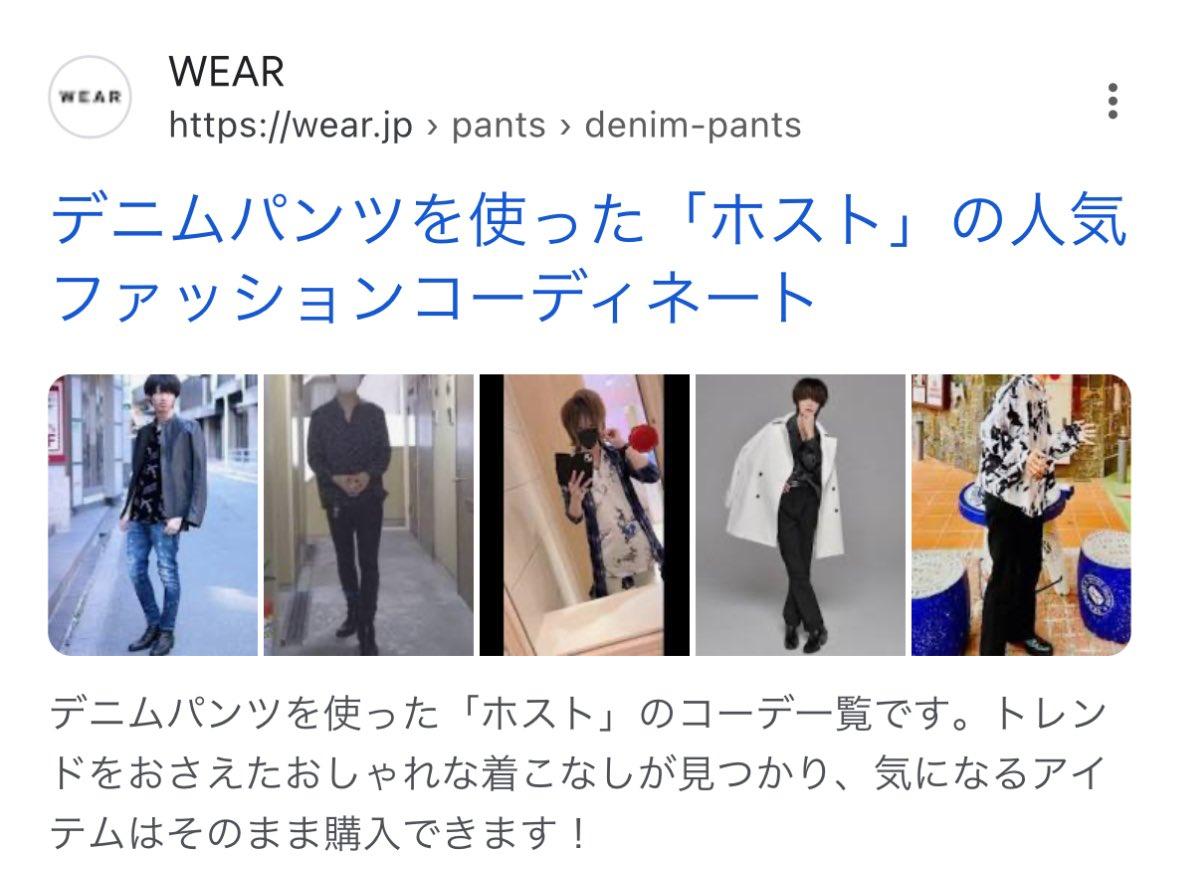 WEAR
WEAR
https://wear.jp › pants › denim-pants
デニムパンツを使った「ホスト」の人気
ファッションコーディネート
デニムパンツを使った「ホスト」のコーデ一覧です。トレン
ドをおさえたおしゃれな着こなしが見つかり、気になるアイ
テムはそのまま購入できます！